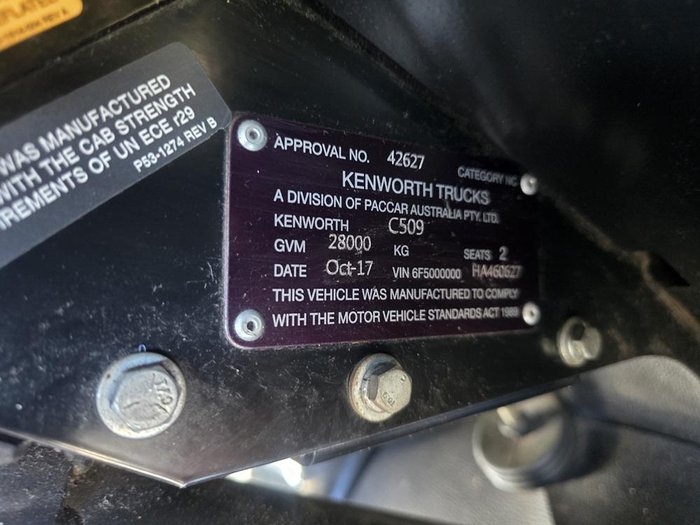 WAS MANUFACTURED
WITH THE CAB STRENGTH
REMENTS OF UN ECE r29
P53-1274 REV B
APPROVAL NO. 42627
CATEGORY NC
KENWORTH TRUCKS
A DIVISION OF PACCAR AUSTRALIA PTY. LTD.
KENWORTH C509
GVM 28000 KG SEATS 2
DATE Oct-17 VIN 6F5000000 HA460627
THIS VEHICLE WAS MANUFACTURED TO COMPLY
WITH THE MOTOR VEHICLE STANDARDS ACT 1989